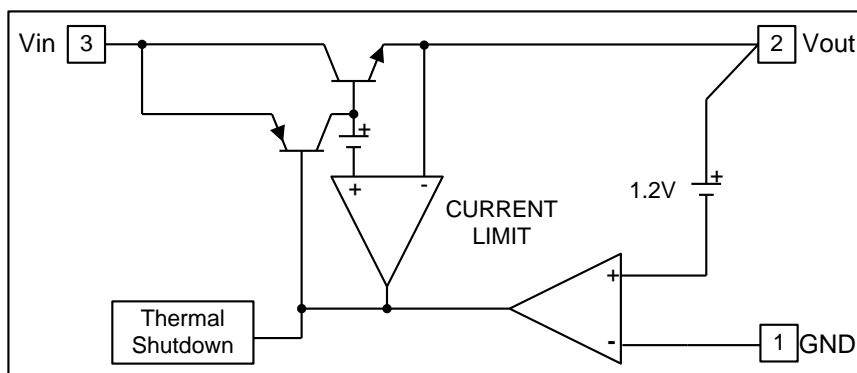 Vin 3
2 Vout
+
+ -
1.2V +
CURRENT
LIMIT
+
Thermal
Shutdown
-
1 GND